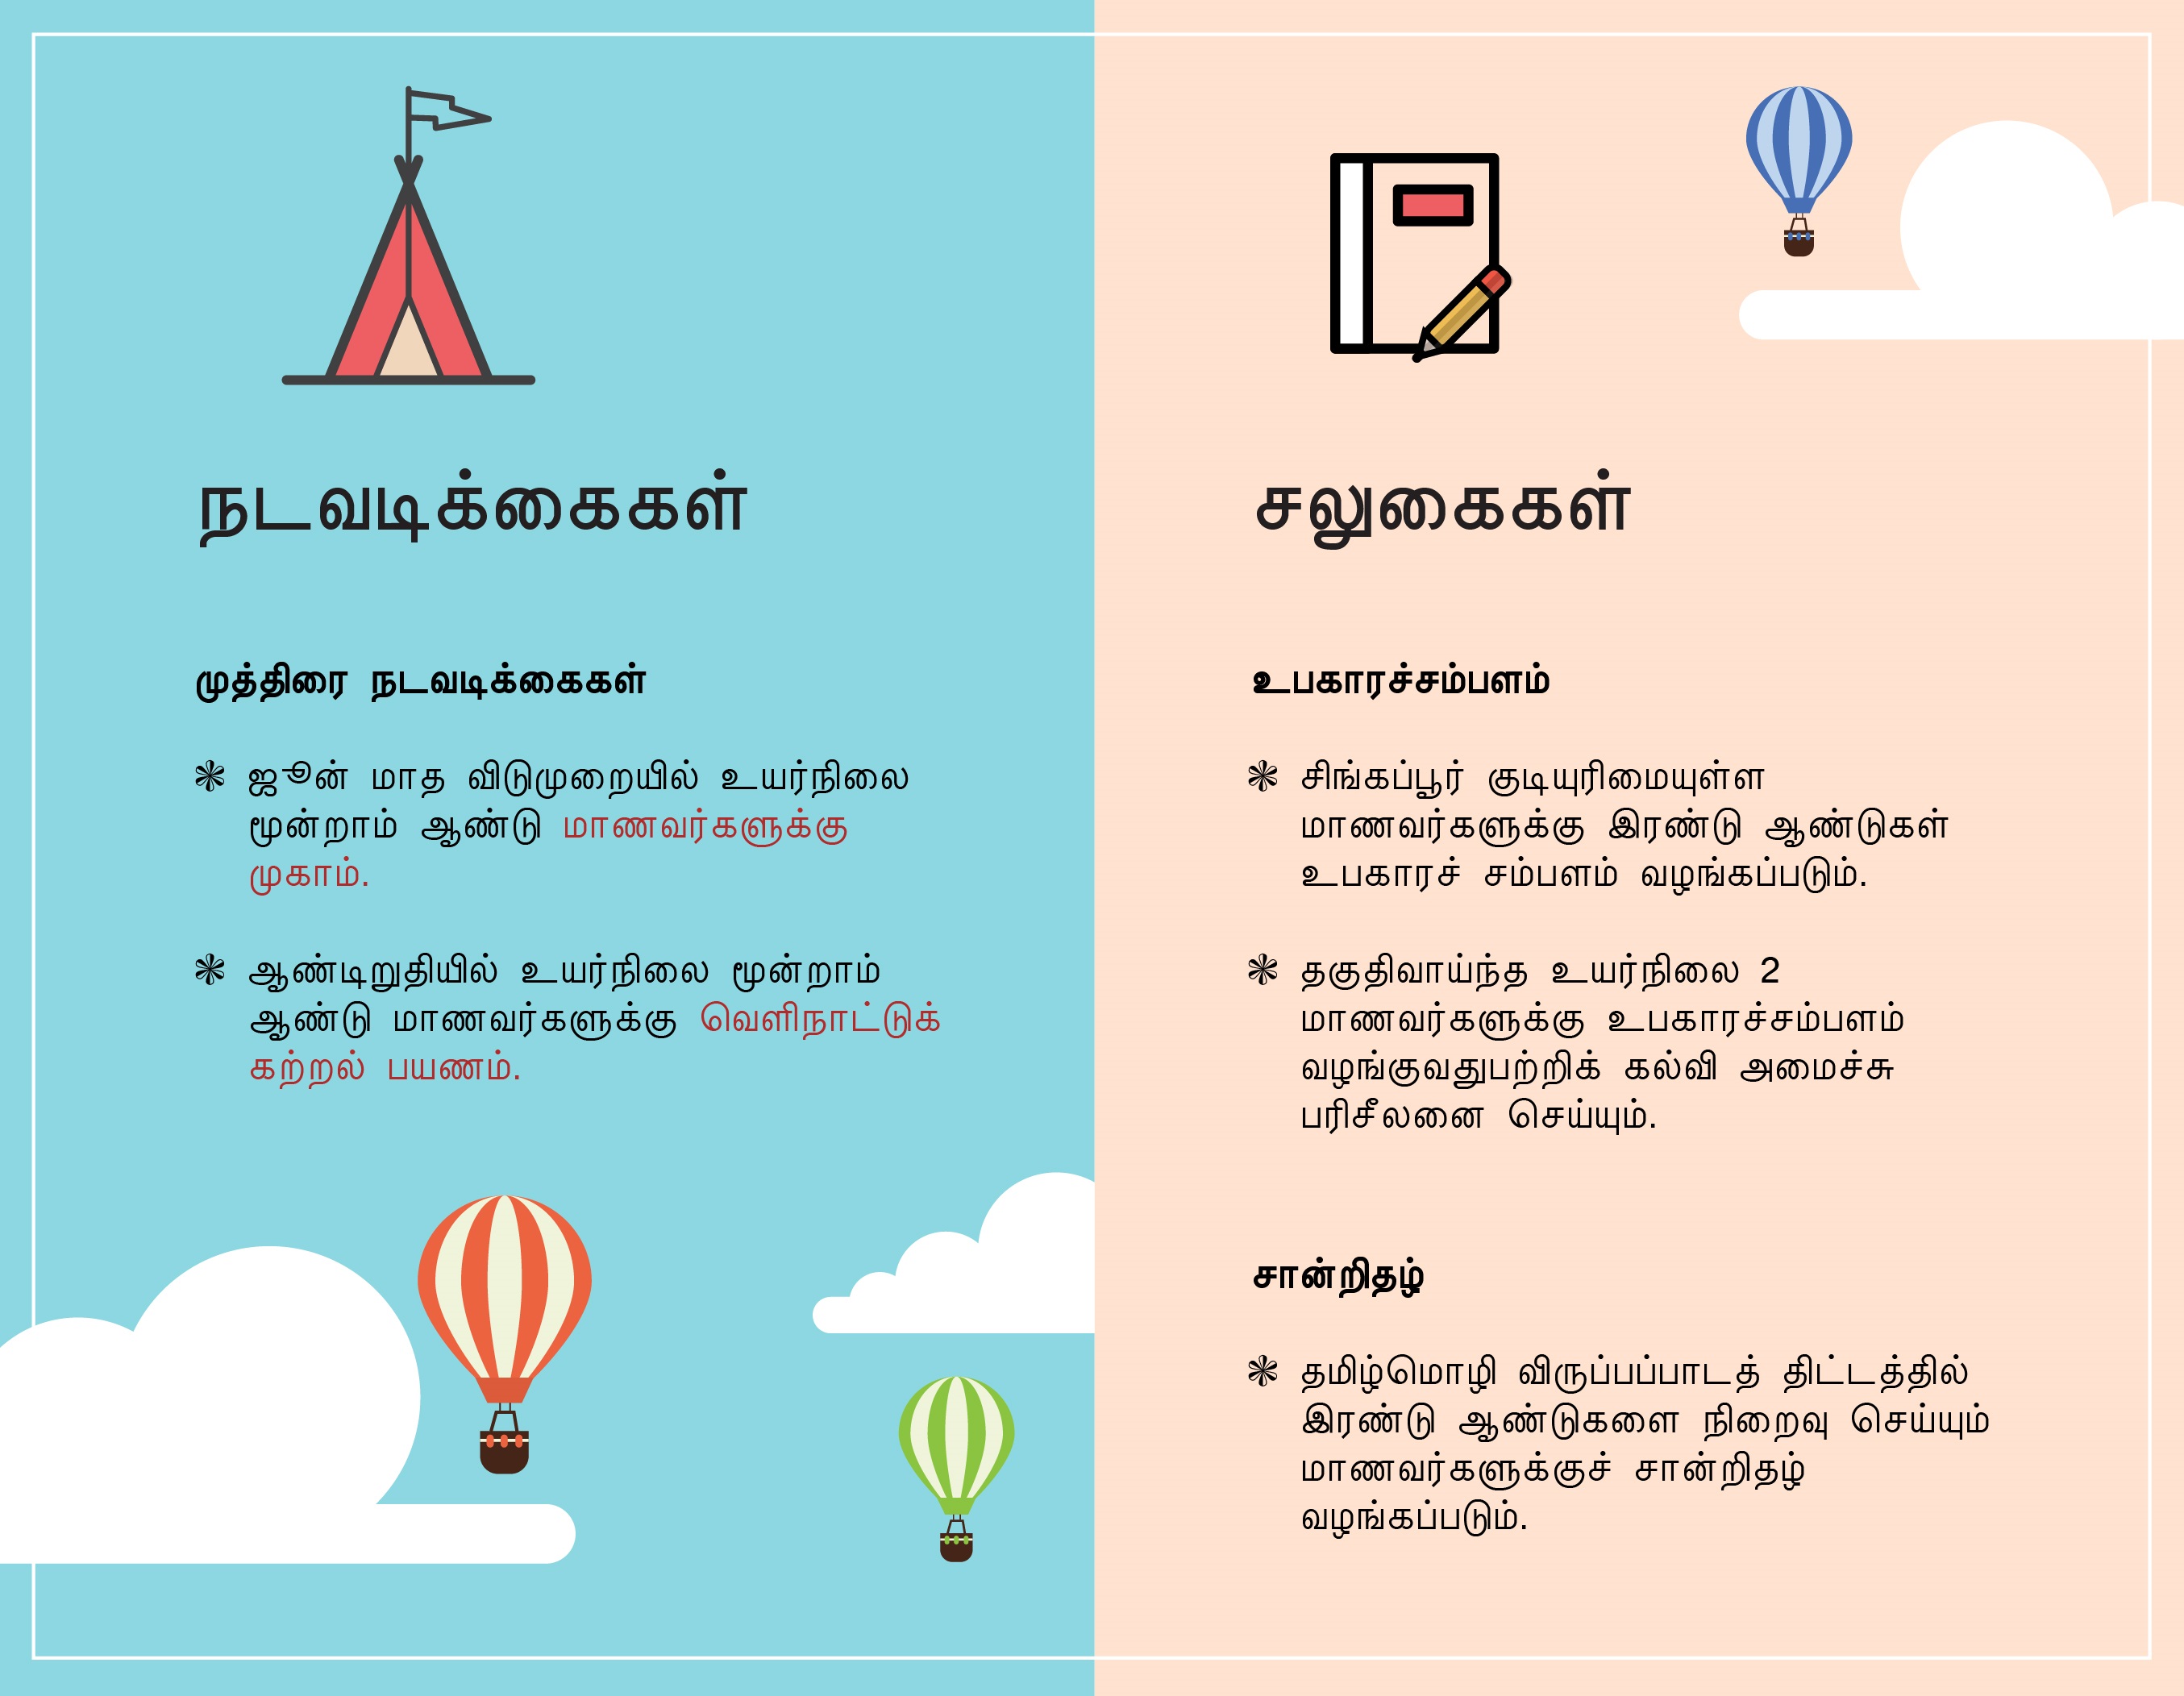 நடவடிக்கைகள்
முத்திரை நடவடிக்கைகள்
❃ ஜூன் மாத விடுமுறையில் உயர்நிலை
மூன்றாம் ஆண்டு மாணவர்களுக்கு
முகாம்.
❃ ஆண்டிறுதியில் உயர்நிலை மூன்றாம்
ஆண்டு மாணவர்களுக்கு வெளிநாட்டுக்
கற்றல் பயணம்.
சலுகைகள்
உபகாரச்சம்பளம்
❃ சிங்கப்பூர் குடியுரிமையுள்ள
மாணவர்களுக்கு இரண்டு ஆண்டுகள்
உபகாரச் சம்பளம் வழங்கப்படும்.
❃ தகுதிவாய்ந்த உயர்நிலை 2
மாணவர்களுக்கு உபகாரச்சம்பளம்
வழங்குவதுபற்றிக் கல்வி அமைச்சு
பரிசீலனை செய்யும்.
சான்றிதழ்
❃ தமிழ்மொழி விருப்பப்பாடத் திட்டத்தில்
இரண்டு ஆண்டுகளை நிறைவு செய்யும்
மாணவர்களுக்குச் சான்றிதழ்
வழங்கப்படும்.